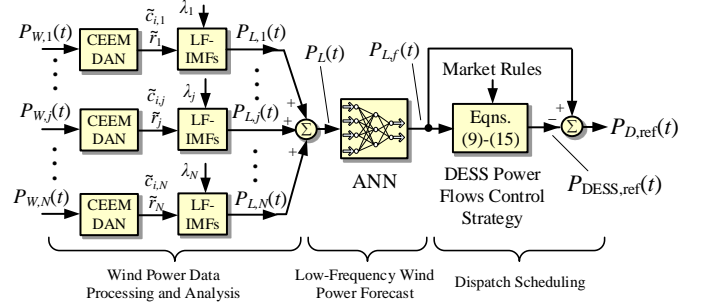 P_{W,1}(t)
CEEM
DAN
c̃_{i,1}
r̃_1
λ_1
LF-
IMFs
P_{L,1}(t)
P_{W,j}(t)
CEEM
DAN
c̃_{i,j}
r̃_j
λ_j
LF-
IMFs
P_{L,j}(t)
P_{W,N}(t)
CEEM
DAN
c̃_{i,N}
r̃_N
λ_N
LF-
IMFs
P_{L,N}(t)
+
+
+
Σ
P_L(t)
ANN
P_{L,f}(t)
Market Rules
Eqns.
(9)-(15)
DESS Power
Flows Control
Strategy
+
−
Σ
P_{D,ref}(t)
P_{DESS,ref}(t)
Wind Power Data
Processing and Analysis
Low-Frequency Wind
Power Forecast
Dispatch Scheduling